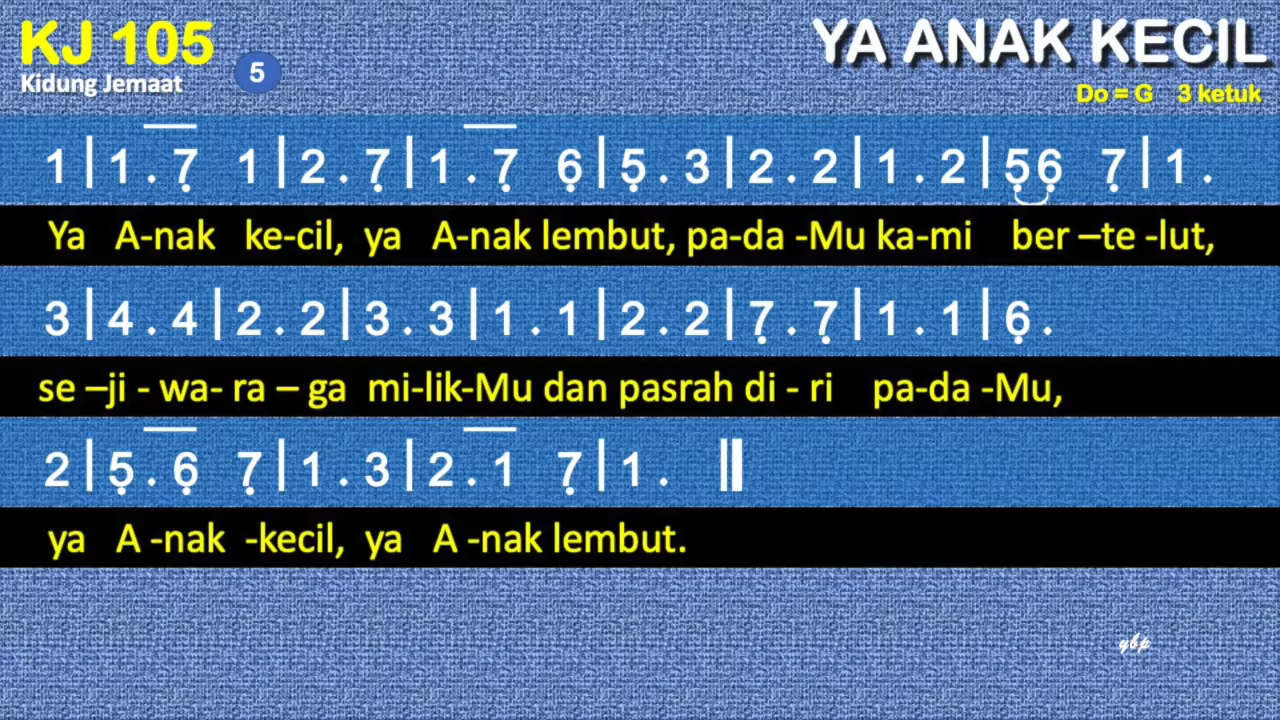 KJ 105
Kidung Jemaat
5
YA ANAK KECIL
Do = G 3 ketuk
1 | 1 . 7̣ 1 | 2 . 7̣ | 1 . 7̣ 6̣ | 5̣ . 3 | 2 . 2 | 1 . 2 | 5̣6̣ 7̣ | 1 .
Ya A-nak ke-cil, ya A-nak lembut, pa-da -Mu ka-mi ber –te -lut,
3 | 4 . 4 | 2 . 2 | 3 . 3 | 1 . 1 | 2 . 2 | 7̣ . 7̣ | 1 . 1 | 6̣ .
se –ji - wa- ra – ga mi-lik-Mu dan pasrah di - ri pa-da -Mu,
2 | 5̣ . 6̣ 7̣ | 1 . 3 | 2 . 1 7̣ | 1 . ||
ya A -nak -kecil, ya A -nak lembut.
ybp